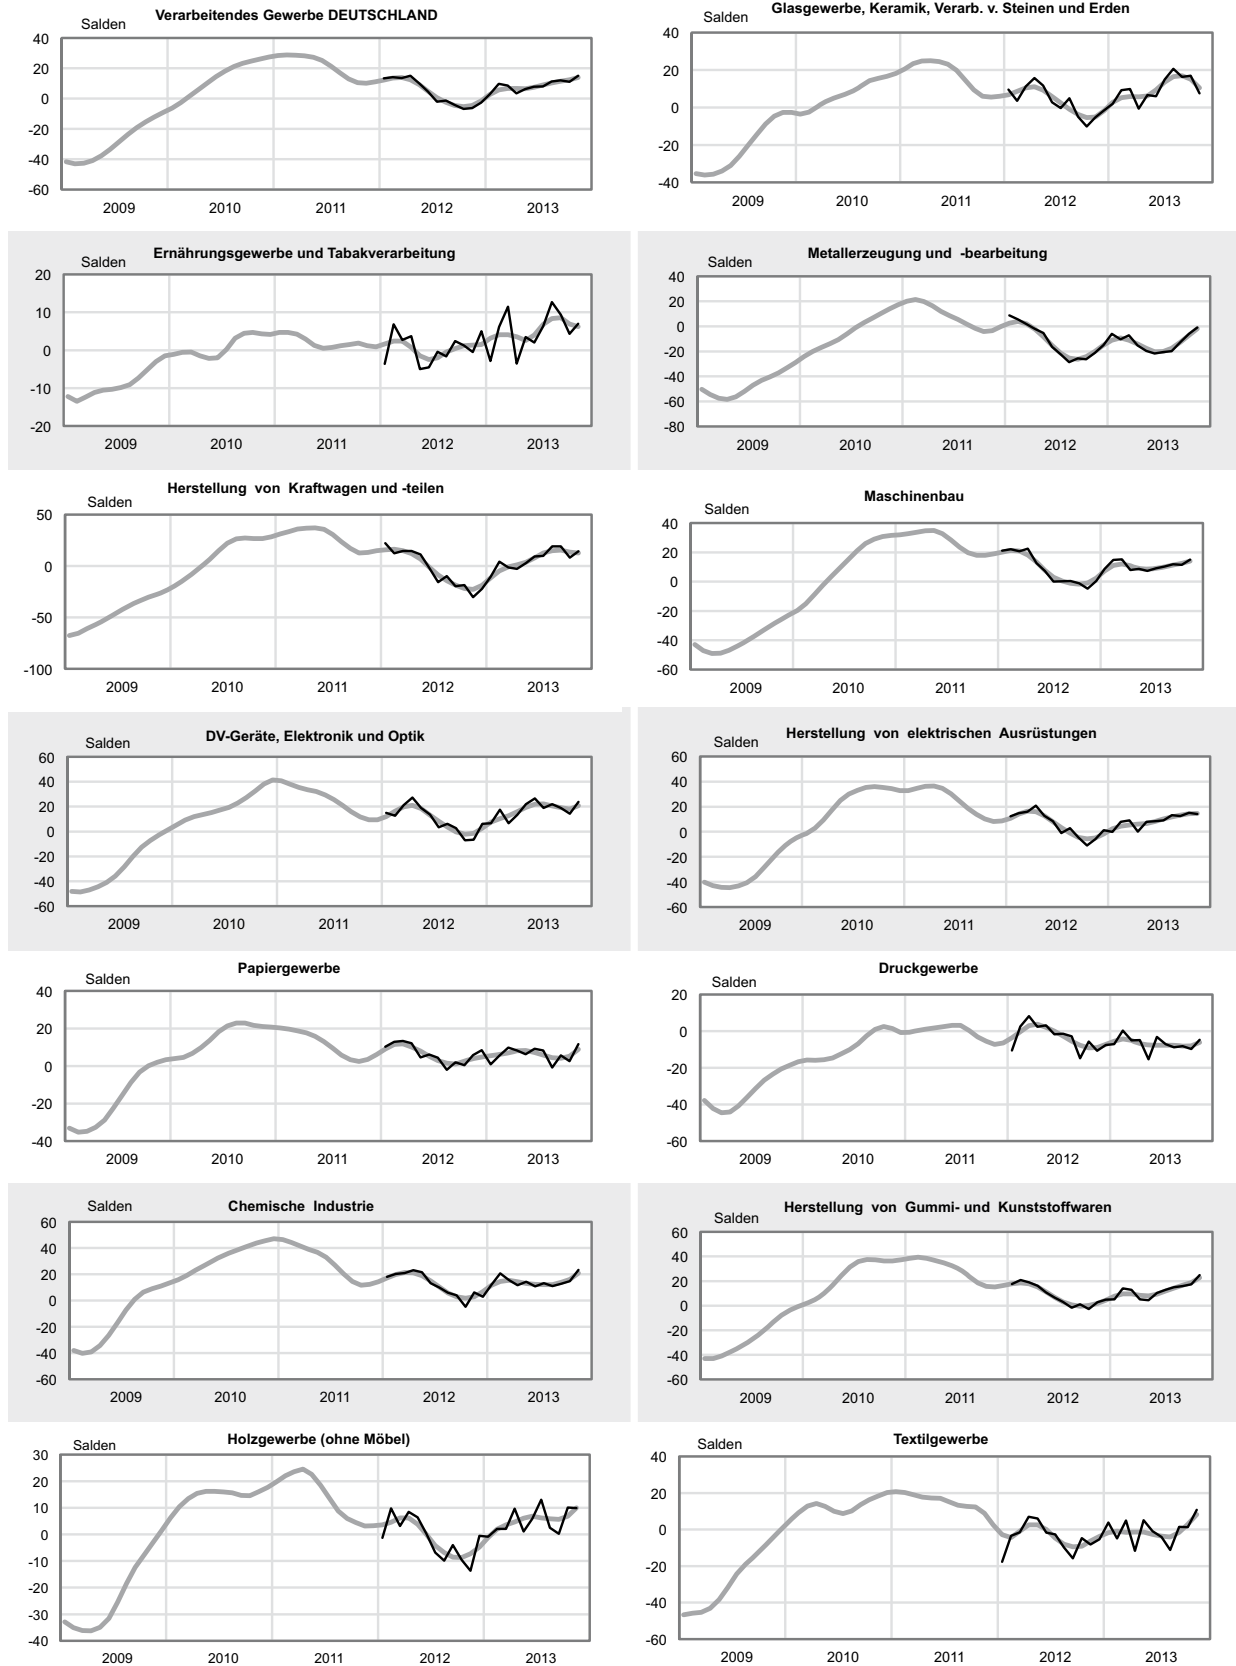 Verarbeitendes Gewerbe DEUTSCHLAND
Salden
40
20
0
-20
-40
-60
2009 2010 2011 2012 2013
Glasgewerbe, Keramik, Verarb. v. Steinen und Erden
Salden
40
20
0
-20
-40
2009 2010 2011 2012 2013
Ernährungsgewerbe und Tabakverarbeitung
Salden
20
10
0
-10
-20
2009 2010 2011 2012 2013
Metallerzeugung und -bearbeitung
Salden
40
20
0
-20
-40
-60
-80
2009 2010 2011 2012 2013
Herstellung von Kraftwagen und -teilen
Salden
50
0
-50
-100
2009 2010 2011 2012 2013
Maschinenbau
Salden
40
20
0
-20
-40
-60
2009 2010 2011 2012 2013
DV-Geräte, Elektronik und Optik
Salden
60
40
20
0
-20
-40
-60
2009 2010 2011 2012 2013
Herstellung von elektrischen Ausrüstungen
Salden
60
40
20
0
-20
-40
-60
2009 2010 2011 2012 2013
Papiergewerbe
Salden
40
20
0
-20
-40
2009 2010 2011 2012 2013
Druckgewerbe
Salden
20
0
-20
-40
-60
2009 2010 2011 2012 2013
Chemische Industrie
Salden
60
40
20
0
-20
-40
-60
2009 2010 2011 2012 2013
Herstellung von Gummi- und Kunststoffwaren
Salden
60
40
20
0
-20
-40
-60
2009 2010 2011 2012 2013
Holzgewerbe (ohne Möbel)
Salden
30
20
10
0
-10
-20
-30
-40
2009 2010 2011 2012 2013
Textilgewerbe
Salden
40
20
0
-20
-40
-60
2009 2010 2011 2012 2013